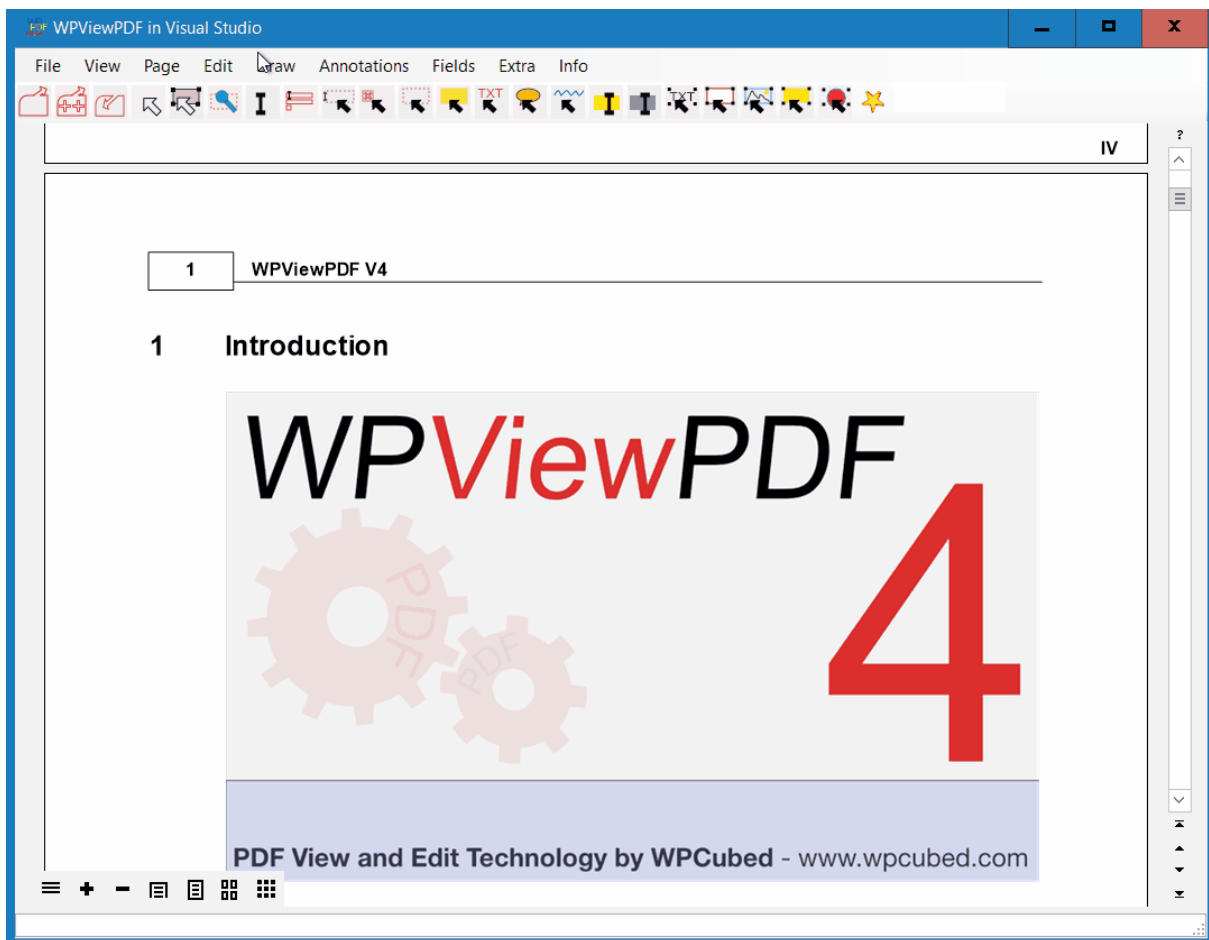 PDF WPViewPDF in Visual Studio
File View Page Edit Draw Annotations Fields Extra Info
TXT TXT
?
IV
1 WPViewPDF V4
1 Introduction
WPViewPDF
4
PDF
PDF
PDF View and Edit Technology by WPCubed - www.wpcubed.com